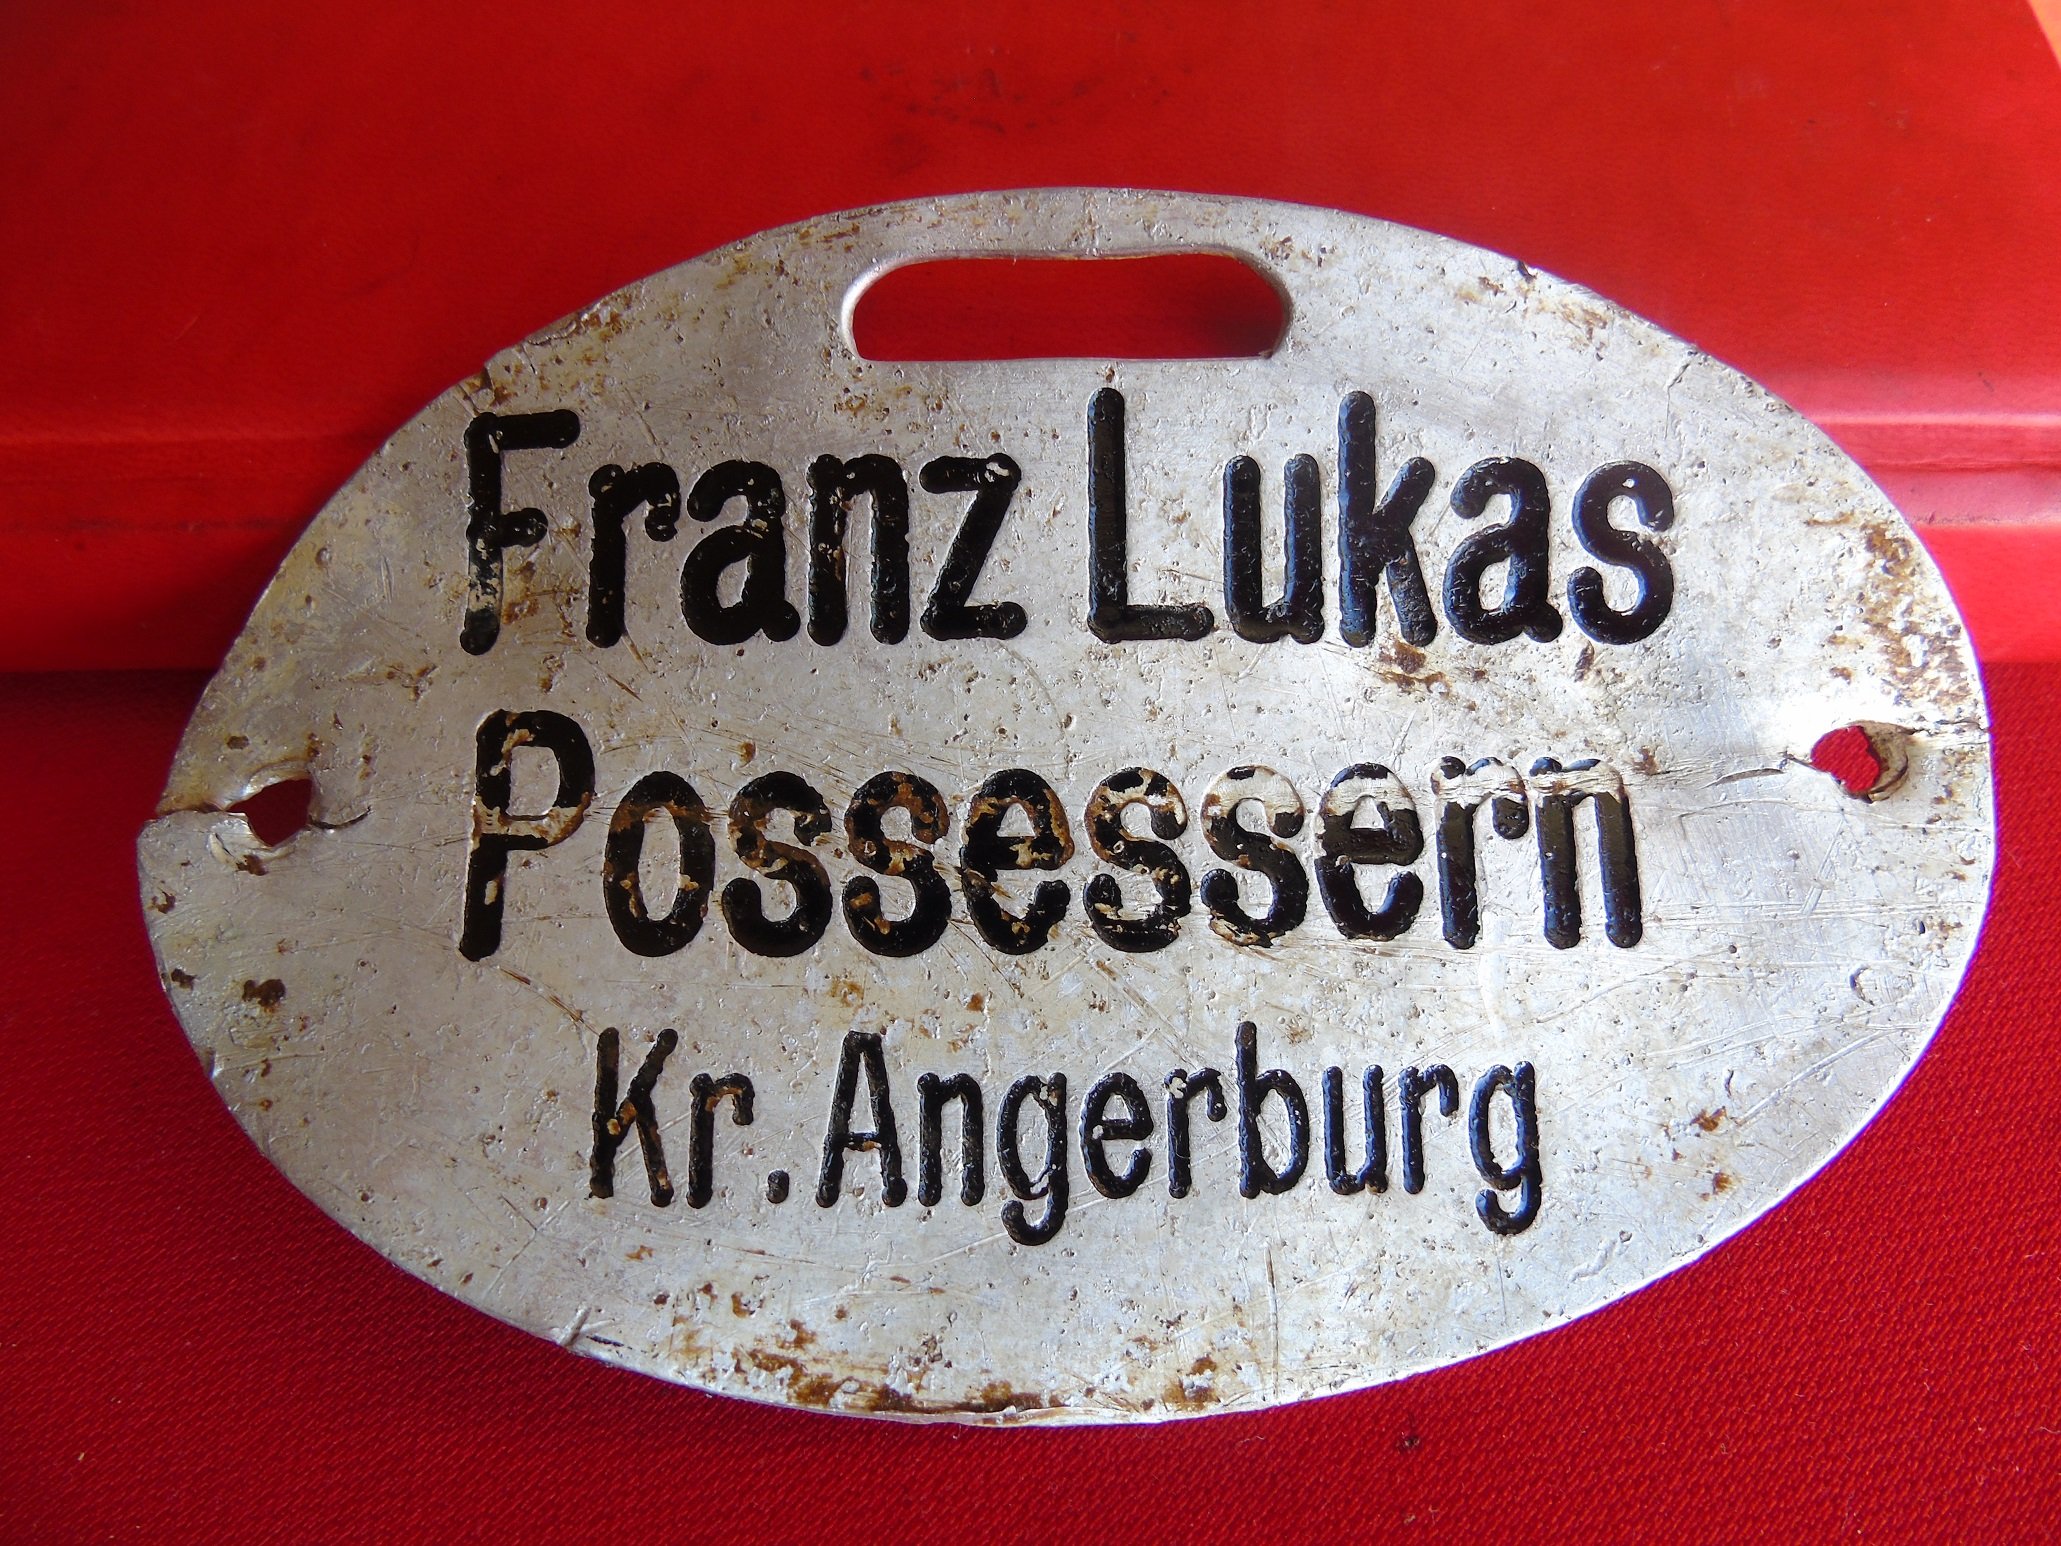 Franz Lukas
Possessern
Kr. Angerburg